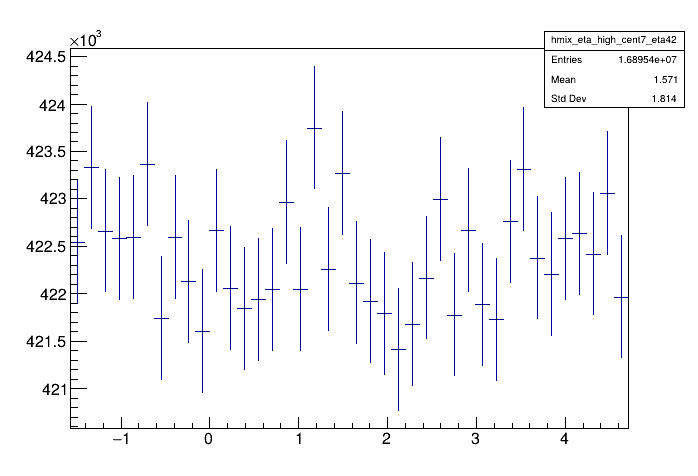 ×10³
hmix_eta_high_cent7_eta42
Entries 1.68954e+07
Mean 1.571
Std Dev 1.814
424.5
424
423.5
423
422.5
422
421.5
421
−1 0 1 2 3 4